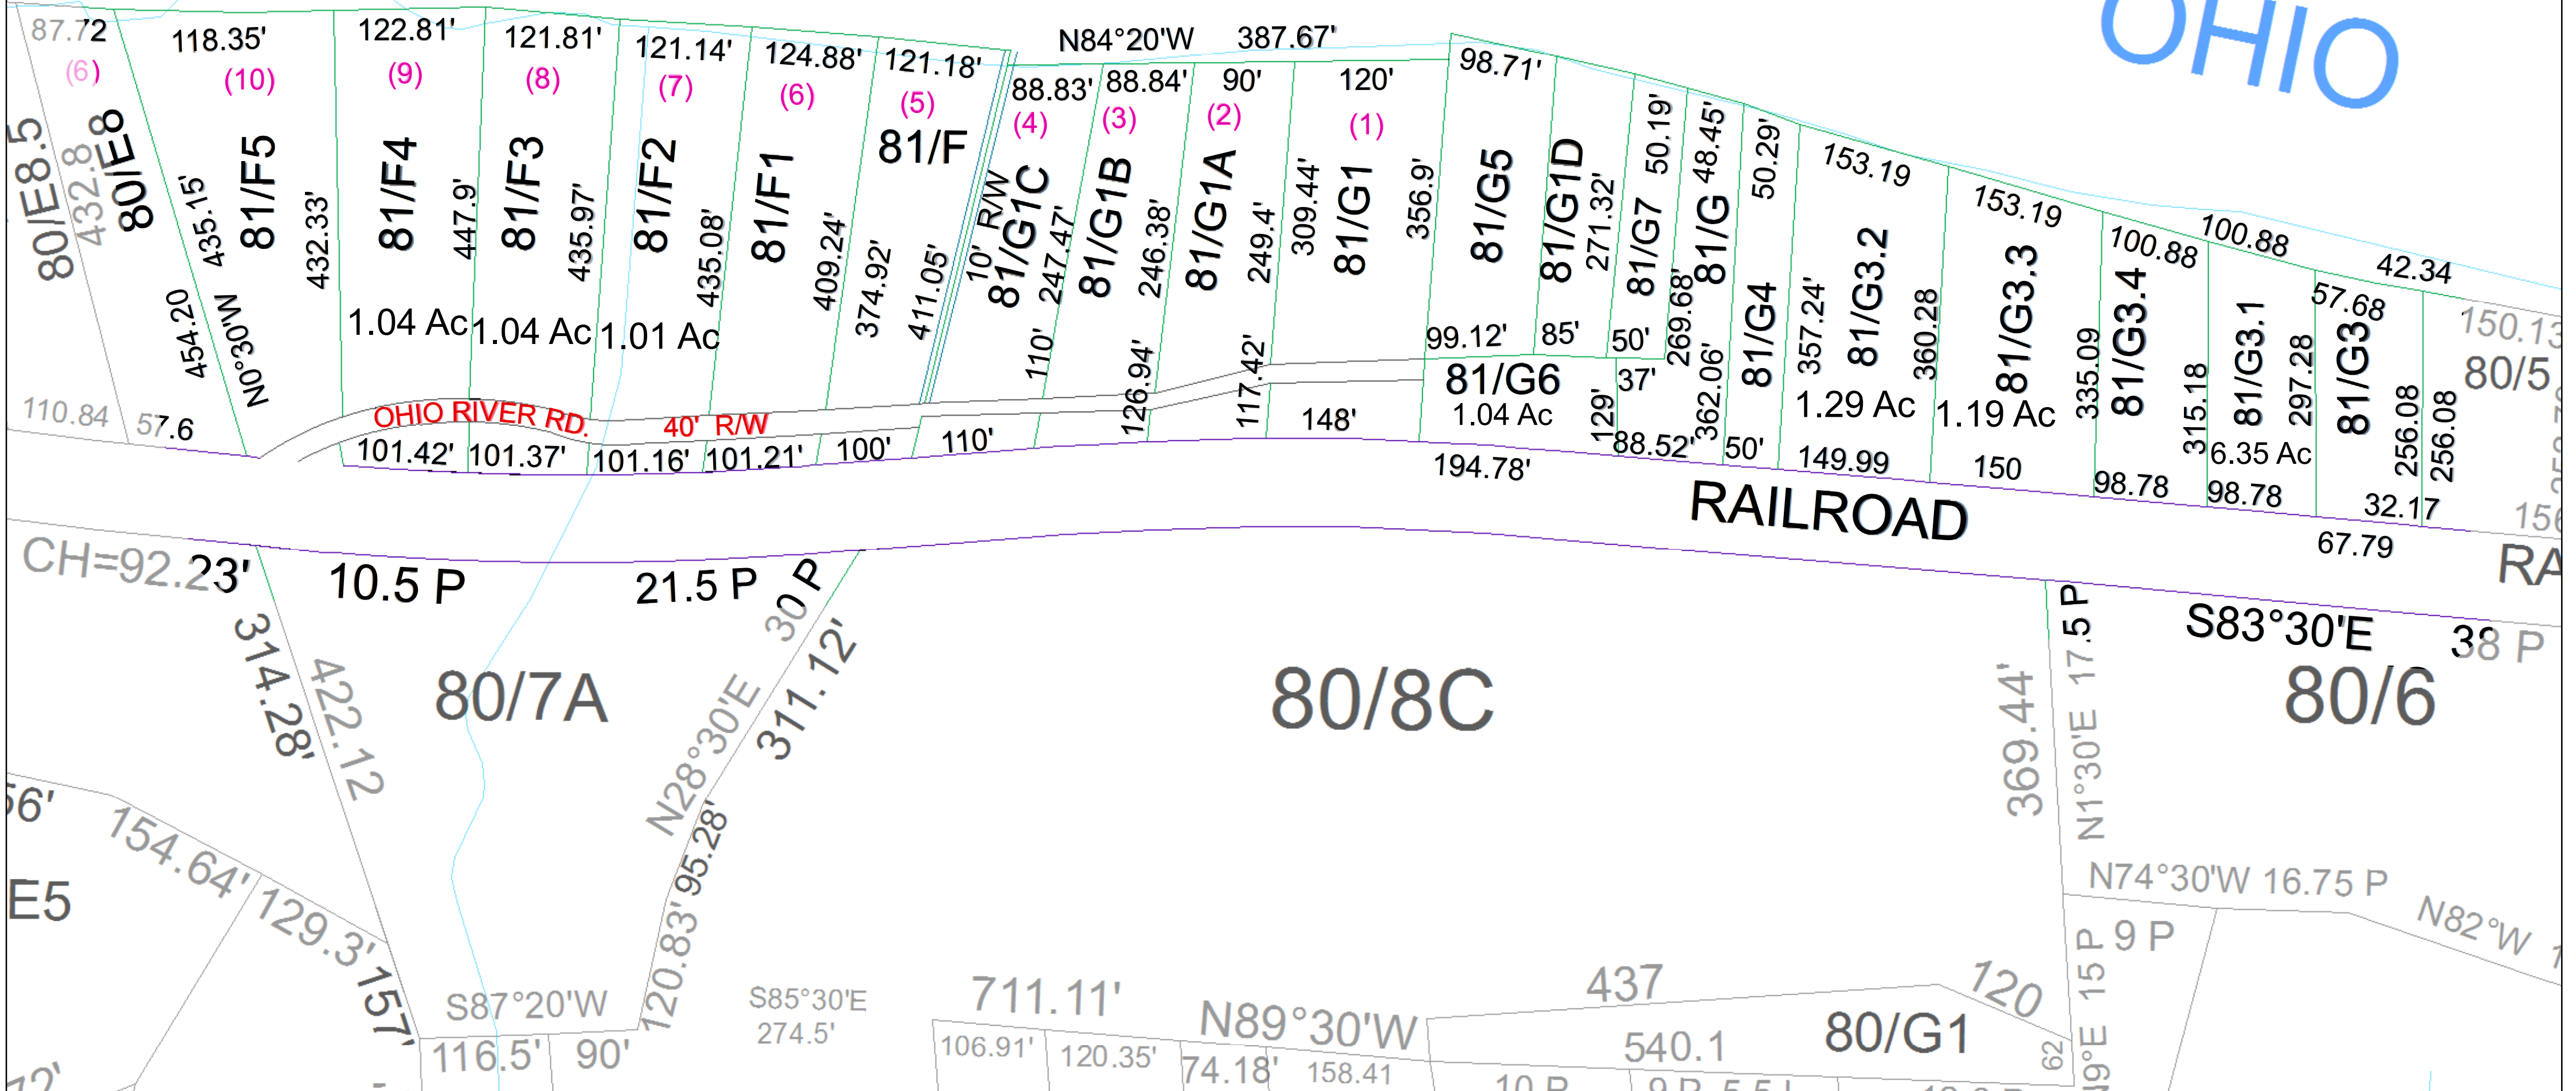 OHIO
87.72
(6)
118.35'
(10)
122.81'
(9)
121.81'
(8)
121.14'
(7)
124.88'
(6)
121.18'
(5)
N84°20'W 387.67'
88.83'
(4)
88.84'
(3)
90'
(2)
120'
(1)
98.71'
80/E8.5
432.8
80/E8
435.15'
81/F5
432.33'
81/F4
447.9'
81/F3
435.97'
81/F2
435.08'
81/F1
409.24'
81/F
374.92'
411.05'
10' R/W
81/G1C
247.47'
81/G1B
246.38'
81/G1A
249.4'
309.44'
81/G1
356.9'
81/G5
81/G1D
271.32'
50.19'
81/G7
269.68'
48.45'
81/G
362.06'
50.29'
81/G4
357.24'
153.19
81/G3.2
360.28
153.19
81/G3.3
335.09
100.88
81/G3.4
315.18
100.88
81/G3.1
297.28
42.34
57.68
81/G3
256.08
256.08
150.13
80/5
454.20
N0°30'W
1.04 Ac
1.04 Ac
1.01 Ac
110'
126.94'
117.42'
99.12'
85'
50'
81/G6
1.04 Ac
37'
129'
1.29 Ac
1.19 Ac
6.35 Ac
110.84
57.6
OHIO RIVER RD.
40' R/W
101.42'
101.37'
101.16'
101.21'
100'
110'
148'
194.78'
88.52'
50'
149.99
150
98.78
98.78
32.17
67.79
RAILROAD
RA
CH=92.23'
10.5 P
21.5 P
30 P
N28°30'E
311.12'
314.28'
422.12
80/7A
80/8C
369.44'
N1°30'E 17.5 P
S83°30'E 38 P
80/6
56'
154.64'
129.3'
157'
E5
95.28'
120.83'
S87°20'W
116.5'
90'
S85°30'E
274.5'
711.11'
N89°30'W
106.91'
120.35'
74.18'
158.41
437
120
540.1
80/G1
62
N74°30'W 16.75 P
N82°W
9 P
15 P
N9°E
72'
10 P